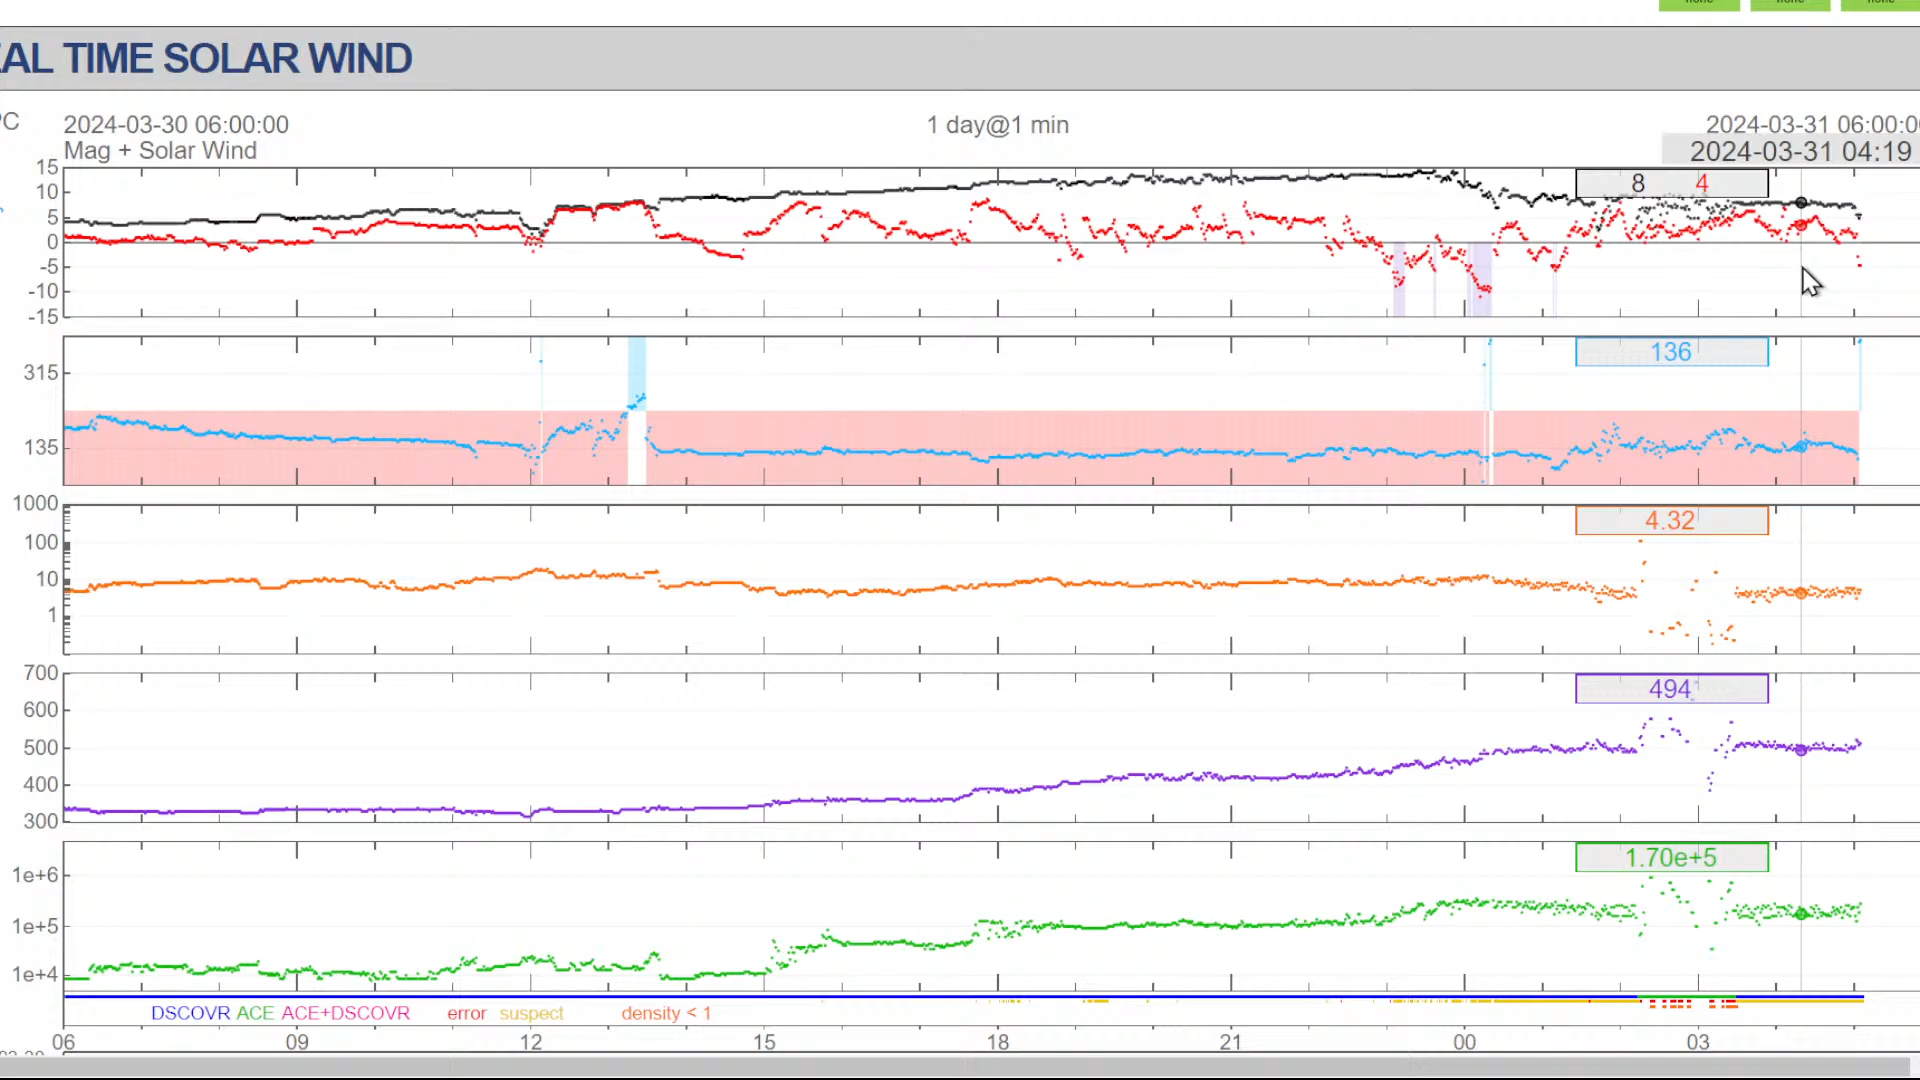 EAL TIME SOLAR WIND
PC
2024-03-30 06:00:00
1 day@1 min
2024-03-31 06:00:0
Mag + Solar Wind
2024-03-31 04:19
15
10
5
0
-5
-10
-15
8 4
315
135
136
1000
100
10
1
4.32
700
600
500
400
300
494
1e+6
1e+5
1e+4
1.70e+5
DSCOVR ACE ACE+DSCOVR error suspect density < 1
06 09 12 15 18 21 00 03